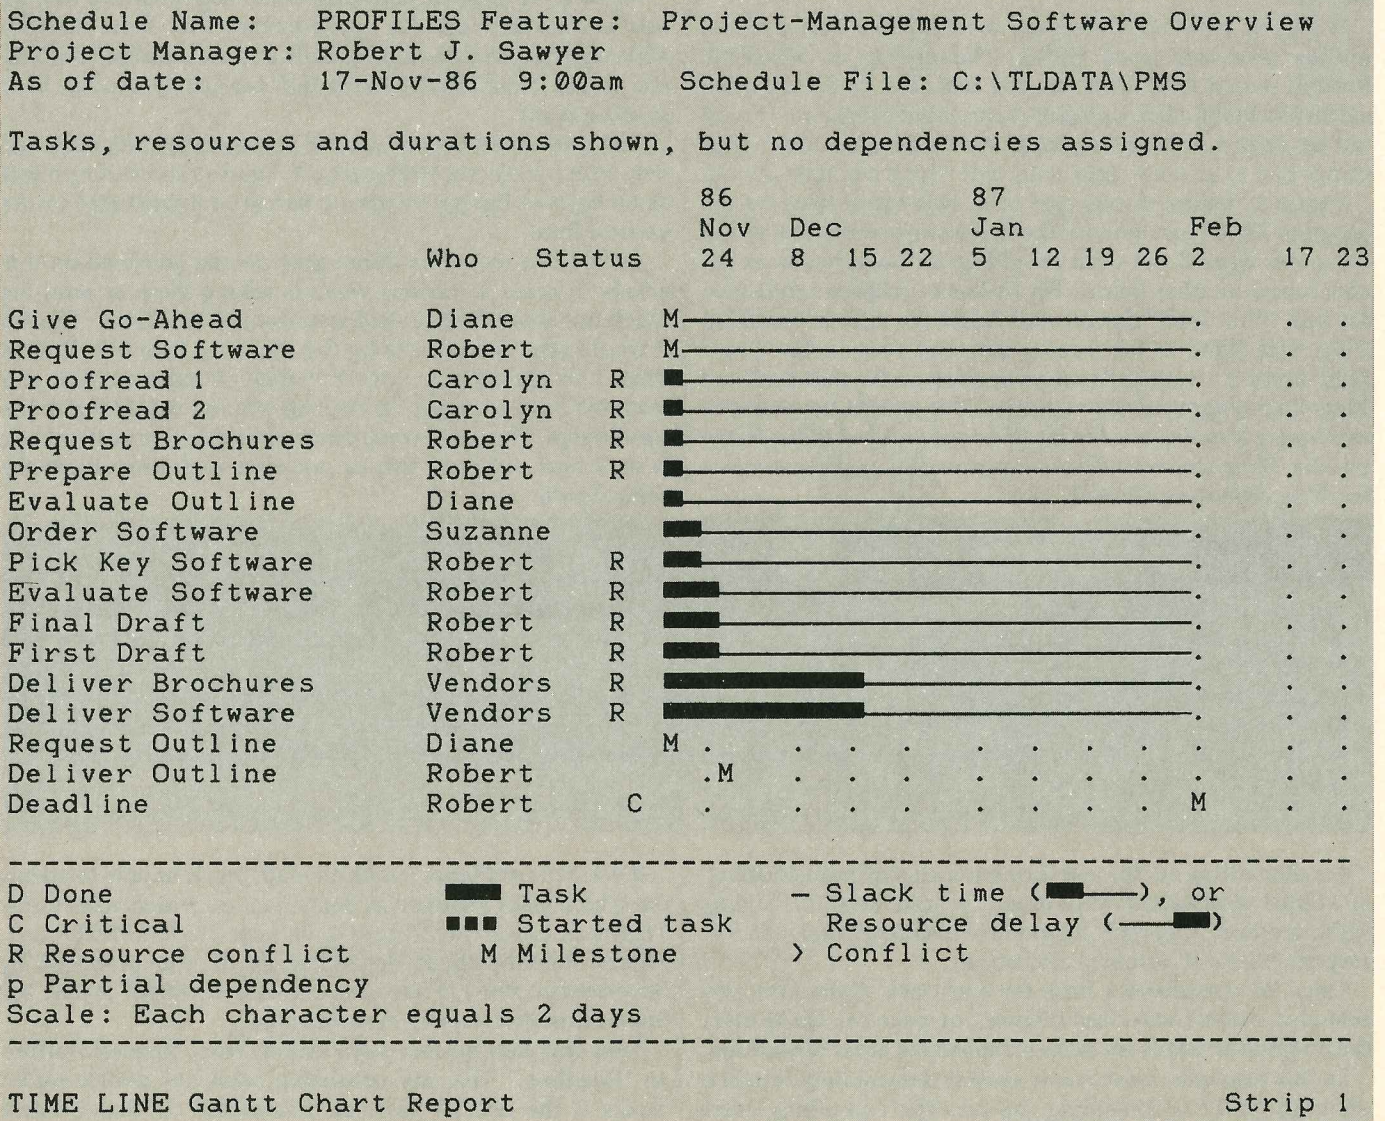 Schedule Name:   PROFILES Feature:  Project-Management Software Overview
Project Manager: Robert J. Sawyer
As of date:      17-Nov-86  9:00am   Schedule File: C:\TLDATA\PMS
Tasks, resources and durations shown, but no dependencies assigned.
86 87
Nov Dec Jan Feb
Who Status 24 8 15 22 5 12 19 26 2 17 23
Give Go-Ahead Diane M .  .  .
Request Software Robert M .  .  .
Proofread 1 Carolyn R .  .  .
Proofread 2 Carolyn R .  .  .
Request Brochures Robert R .  .  .
Prepare Outline Robert R .  .  .
Evaluate Outline Diane .  .  .
Order Software Suzanne .  .  .
Pick Key Software Robert R .  .  .
Evaluate Software Robert R .  .  .
Final Draft Robert R .  .  .
First Draft Robert R .  .  .
Deliver Brochures Vendors R .  .  .
Deliver Software Vendors R .  .  .
Request Outline Diane M . . . . . . . . . . .
Deliver Outline Robert .M . . . . . . . . . .
Deadline Robert C . . . . . . . . M . .
D Done Task – Slack time ( ), or
C Critical Started task Resource delay ( )
R Resource conflict M Milestone > Conflict
p Partial dependency
Scale: Each character equals 2 days
TIME LINE Gantt Chart Report Strip 1